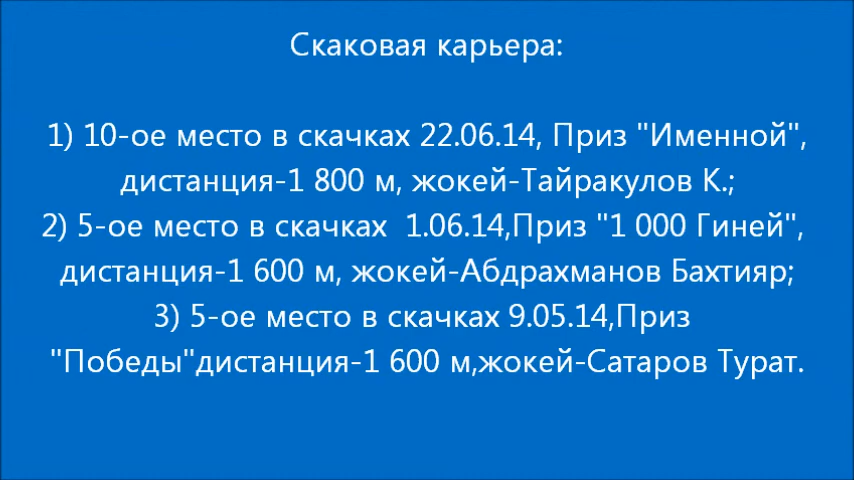 Скаковая карьера:
1) 10-ое место в скачках 22.06.14, Приз "Именной",
дистанция-1 800 м, жокей-Тайракулов К.;
2) 5-ое место в скачках  1.06.14,Приз "1 000 Гиней",
дистанция-1 600 м, жокей-Абдрахманов Бахтияр;
3) 5-ое место в скачках 9.05.14,Приз
"Победы"дистанция-1 600 м,жокей-Сатаров Турат.